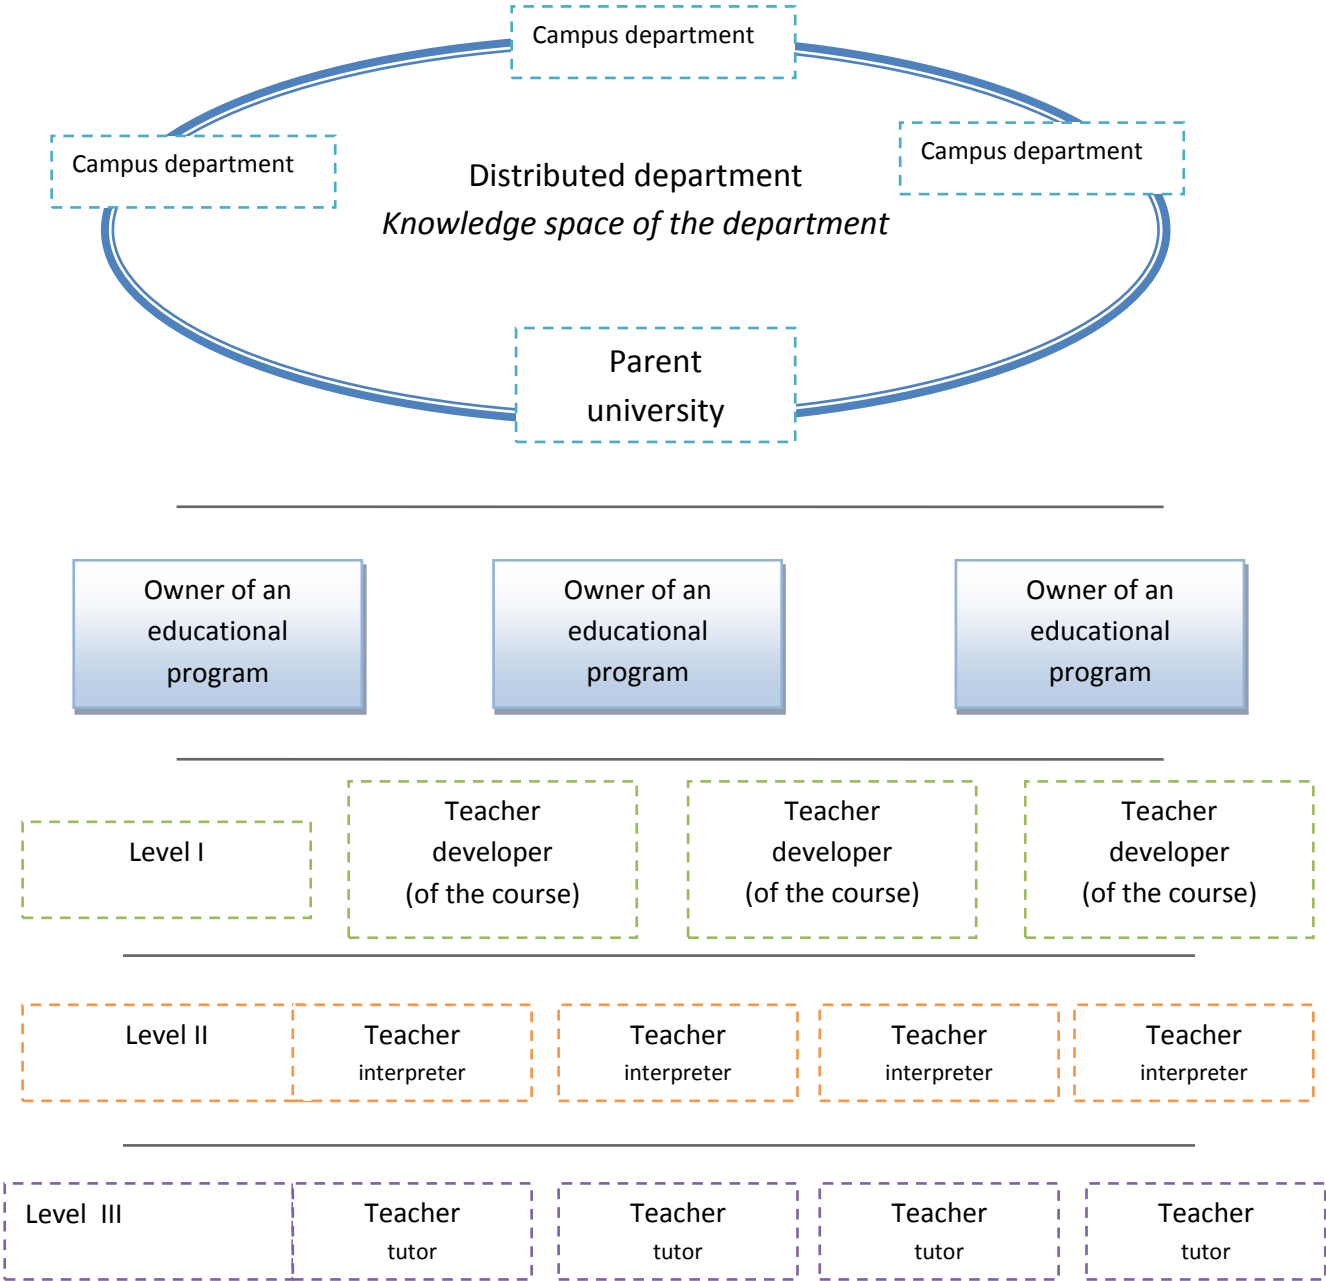 Campus department
Campus department
Campus department
Distributed department
Knowledge space of the department
Parent
university
Owner of an
educational
program
Owner of an
educational
program
Owner of an
educational
program
Level I
Teacher
developer
(of the course)
Teacher
developer
(of the course)
Teacher
developer
(of the course)
Level II
Teacher
interpreter
Teacher
interpreter
Teacher
interpreter
Teacher
interpreter
Level III
Teacher
tutor
Teacher
tutor
Teacher
tutor
Teacher
tutor